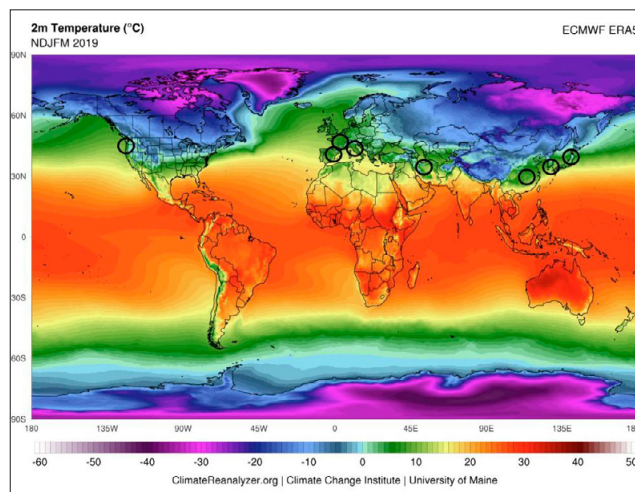 2m Temperature (°C)
NDJFM 2019
ECMWF ERA5
90N
60N
30N
0
30S
60S
90S
180 135W 90W 45W 0 45E 90E 135E 180
-60 -50 -40 -30 -20 -10 0 10 20 30 40 50
ClimateReanalyzer.org | Climate Change Institute | University of Maine